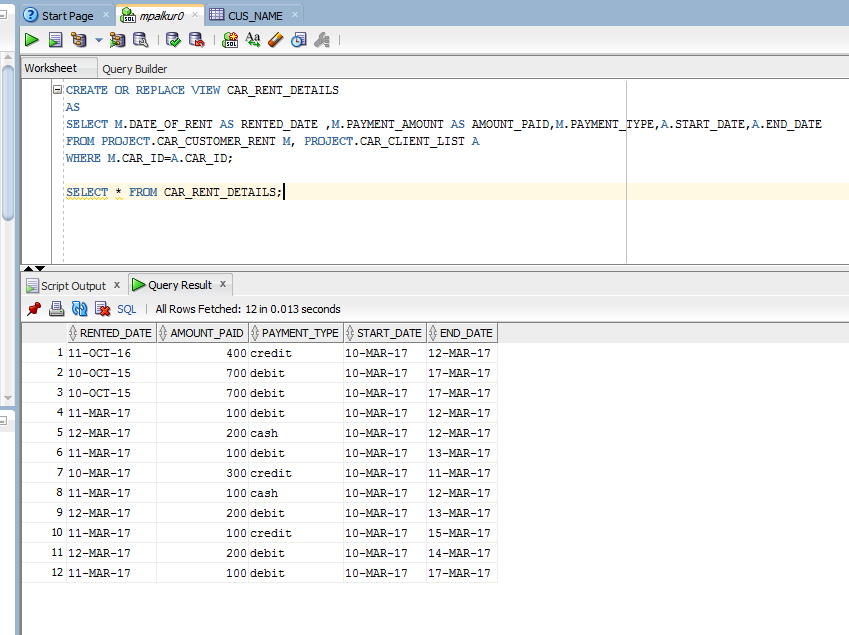 Start Page mpalkur0 CUS_NAME
Worksheet Query Builder
CREATE OR REPLACE VIEW CAR_RENT_DETAILS
AS
SELECT M.DATE_OF_RENT AS RENTED_DATE ,M.PAYMENT_AMOUNT AS AMOUNT_PAID,M.PAYMENT_TYPE,A.START_DATE,A.END_DATE
FROM PROJECT.CAR_CUSTOMER_RENT M, PROJECT.CAR_CLIENT_LIST A
WHERE M.CAR_ID=A.CAR_ID;
SELECT * FROM CAR_RENT_DETAILS;
Script Output x Query Result x
SQL | All Rows Fetched: 12 in 0.013 seconds
RENTED_DATE AMOUNT_PAID PAYMENT_TYPE START_DATE END_DATE
1 11-OCT-16 400 credit 10-MAR-17 12-MAR-17
2 10-OCT-15 700 debit 10-MAR-17 17-MAR-17
3 10-OCT-15 700 debit 10-MAR-17 17-MAR-17
4 11-MAR-17 100 debit 10-MAR-17 12-MAR-17
5 12-MAR-17 200 cash 10-MAR-17 12-MAR-17
6 11-MAR-17 100 debit 10-MAR-17 13-MAR-17
7 10-MAR-17 300 credit 10-MAR-17 11-MAR-17
8 11-MAR-17 100 cash 10-MAR-17 12-MAR-17
9 12-MAR-17 200 debit 10-MAR-17 13-MAR-17
10 11-MAR-17 100 credit 10-MAR-17 15-MAR-17
11 12-MAR-17 200 debit 10-MAR-17 14-MAR-17
12 11-MAR-17 100 debit 10-MAR-17 17-MAR-17